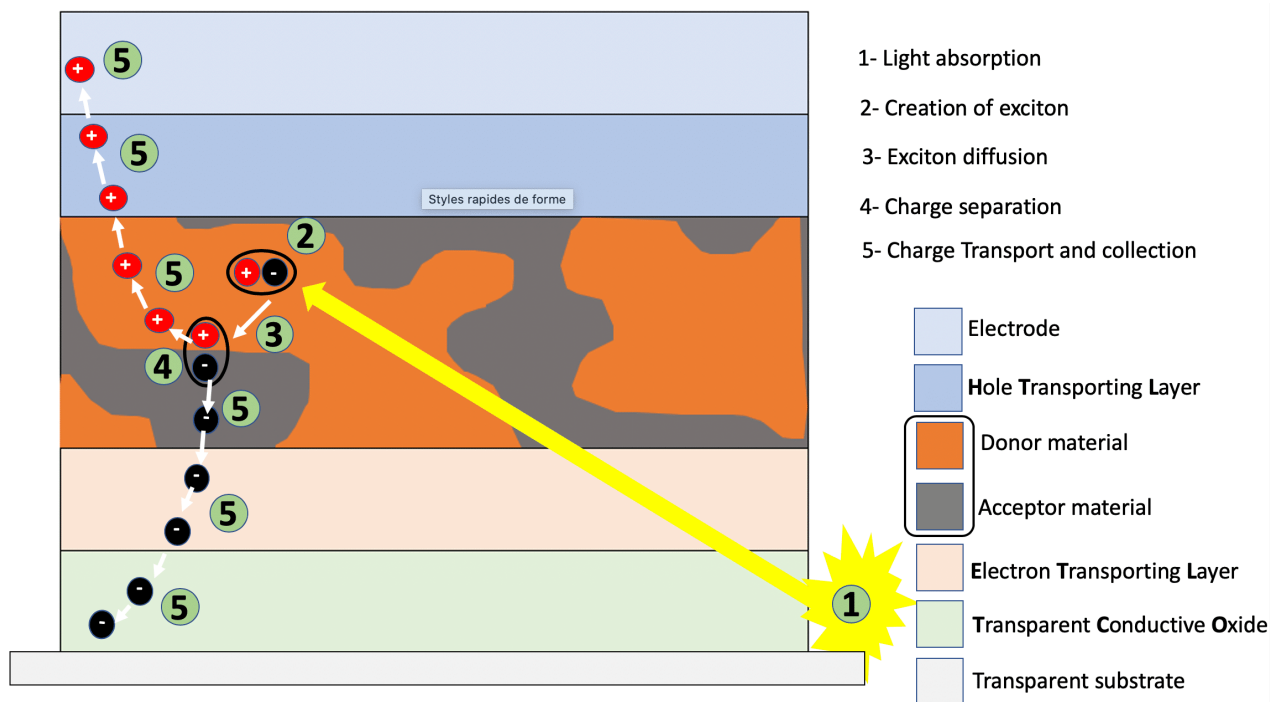 5
+
1- Light absorption
+
5
2- Creation of exciton
3- Exciton diffusion
+
Styles rapides de forme
4- Charge separation
2
5- Charge Transport and collection
+
5
+ -
+
+
3
Electrode
4
-
Hole Transporting Layer
-
5
Donor material
-
5
Acceptor material
-
Electron Transporting Layer
-
5
1
-
Transparent Conductive Oxide
Transparent substrate